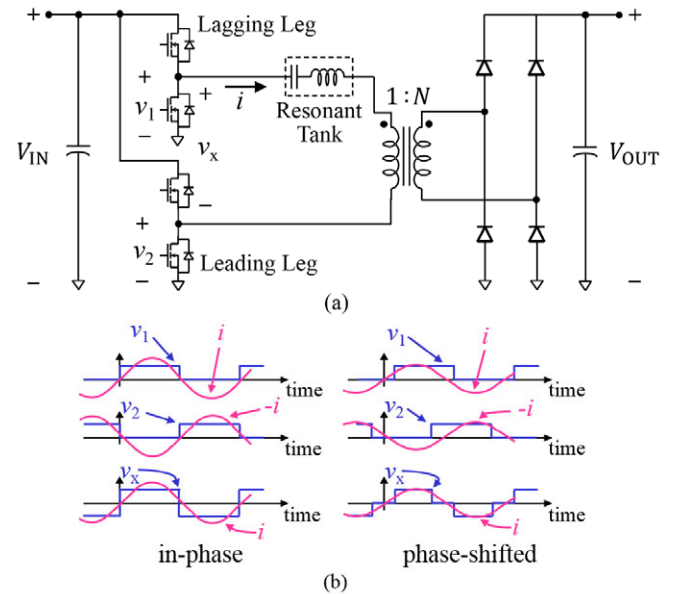 (a)
+
+
Lagging Leg
+
+
i
v1
Resonant
Tank
1:N
−
VIN
vx
VOUT
−
+
v2
Leading Leg
−
−
−
(a)
v1
i
v1
i
time
time
v2
-i
v2
-i
time
time
vx
vx
time
time
i
i
in-phase
phase-shifted
(b)